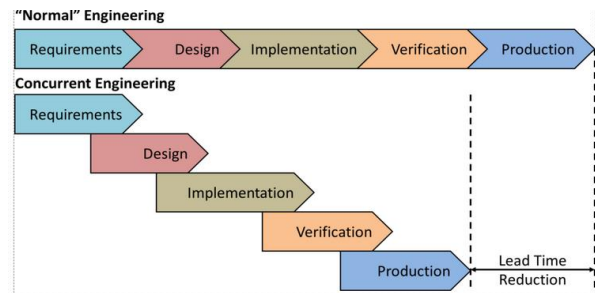 “Normal” Engineering
Requirements Design Implementation Verification Production
Concurrent Engineering
Requirements
Design
Implementation
Verification
Production
Lead Time
Reduction